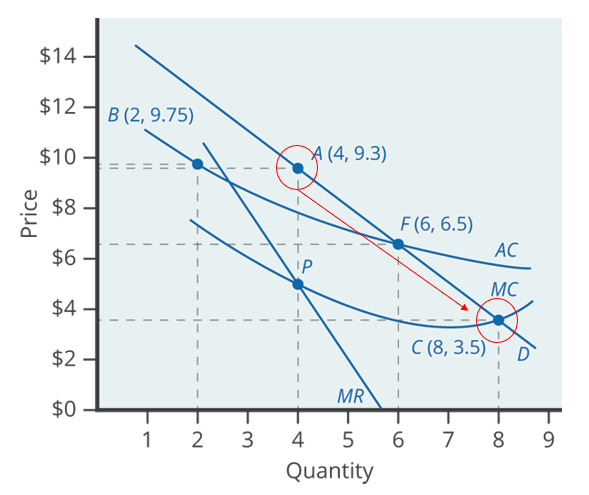 $14
$12
B (2, 9.75)
$10
A (4, 9.3)
$8
F (6, 6.5)
Price
$6
AC
P
MC
$4
C (8, 3.5)
D
$2
MR
$0
1 2 3 4 5 6 7 8 9
Quantity